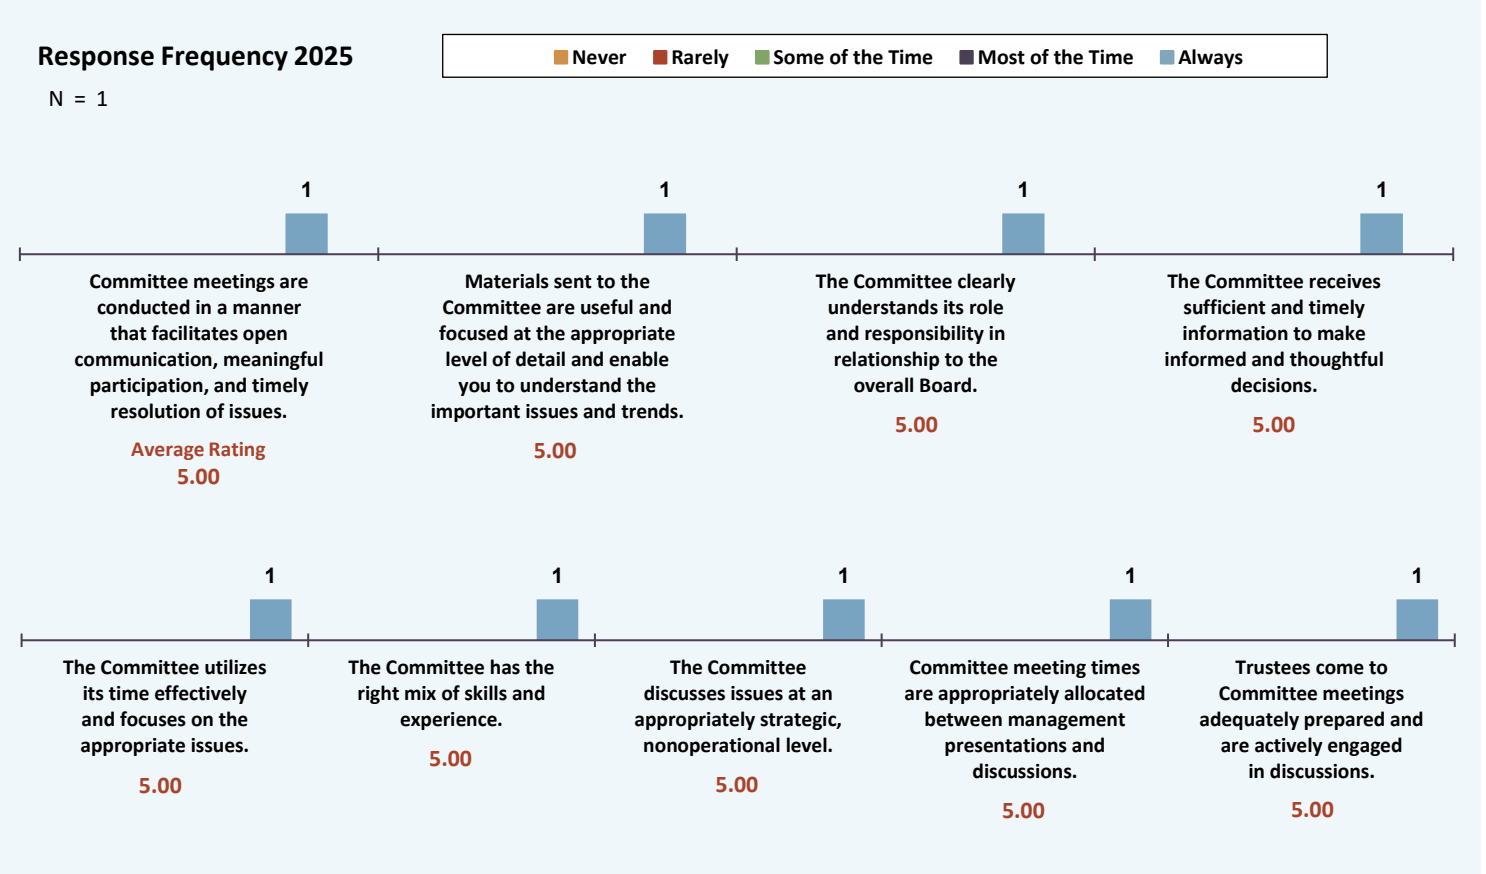 Response Frequency 2025
Never Rarely Some of the Time Most of the Time Always
N = 1
1 1 1 1
Committee meetings are
conducted in a manner
that facilitates open
communication, meaningful
participation, and timely
resolution of issues.
Average Rating
5.00
Materials sent to the
Committee are useful and
focused at the appropriate
level of detail and enable
you to understand the
important issues and trends.
5.00
The Committee clearly
understands its role
and responsibility in
relationship to the
overall Board.
5.00
The Committee receives
sufficient and timely
information to make
informed and thoughtful
decisions.
5.00
1 1 1 1 1
The Committee utilizes
its time effectively
and focuses on the
appropriate issues.
5.00
The Committee has the
right mix of skills and
experience.
5.00
The Committee
discusses issues at an
appropriately strategic,
nonoperational level.
5.00
Committee meeting times
are appropriately allocated
between management
presentations and
discussions.
5.00
Trustees come to
Committee meetings
adequately prepared and
are actively engaged
in discussions.
5.00